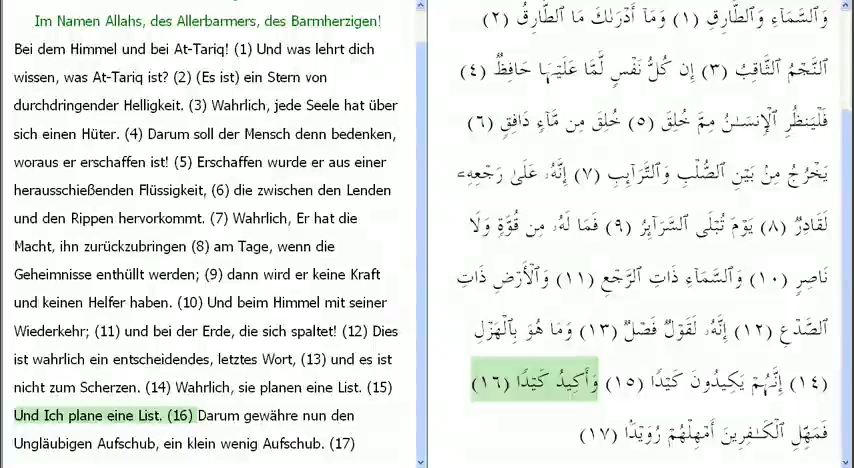 Im Namen Allahs, des Allerbarmers, des Barmherzigen!
Bei dem Himmel und bei At-Tariq! (1) Und was lehrt dich
wissen, was At-Tariq ist? (2) (Es ist) ein Stern von
durchdringender Helligkeit. (3) Wahrlich, jede Seele hat über
sich einen Hüter. (4) Darum soll der Mensch denn bedenken,
woraus er erschaffen ist! (5) Erschaffen wurde er aus einer
herausschießenden Flüssigkeit, (6) die zwischen den Lenden
und den Rippen hervorkommt. (7) Wahrlich, Er hat die
Macht, ihn zurückzubringen (8) am Tage, wenn die
Geheimnisse enthüllt werden; (9) dann wird er keine Kraft
und keinen Helfer haben. (10) Und beim Himmel mit seiner
Wiederkehr; (11) und bei der Erde, die sich spaltet! (12) Dies
ist wahrlich ein entscheidendes, letztes Wort, (13) und es ist
nicht zum Scherzen. (14) Wahrlich, sie planen eine List. (15)
Und Ich plane eine List. (16) Darum gewähre nun den
Ungläubigen Aufschub, ein klein wenig Aufschub. (17)
وَٱلسَّمَآءِ وَٱلطَّارِقِ (١) وَمَآ أَدْرَىٰكَ مَا ٱلطَّارِقُ (٢)
ٱلنَّجْمُ ٱلثَّاقِبُ (٣) إِن كُلُّ نَفْسٍ لَّمَّا عَلَيْهَا حَافِظٌ (٤)
فَلْيَنظُرِ ٱلْإِنسَـٰنُ مِمَّ خُلِقَ (٥) خُلِقَ مِن مَّآءٍ دَافِقٍ (٦)
يَخْرُجُ مِنۢ بَيْنِ ٱلصُّلْبِ وَٱلتَّرَآئِبِ (٧) إِنَّهُۥ عَلَىٰ رَجْعِهِۦ
لَقَادِرٌ (٨) يَوْمَ تُبْلَى ٱلسَّرَآئِرُ (٩) فَمَا لَهُۥ مِن قُوَّةٍ وَلَا
نَاصِرٍ (١٠) وَٱلسَّمَآءِ ذَاتِ ٱلرَّجْعِ (١١) وَٱلْأَرْضِ ذَاتِ
ٱلصَّدْعِ (١٢) إِنَّهُۥ لَقَوْلٌ فَصْلٌ (١٣) وَمَا هُوَ بِٱلْهَزْلِ
(١٤) إِنَّهُمْ يَكِيدُونَ كَيْدًا (١٥) وَأَكِيدُ كَيْدًا (١٦)
فَمَهِّلِ ٱلْكَـٰفِرِينَ أَمْهِلْهُمْ رُوَيْدًۢا (١٧)